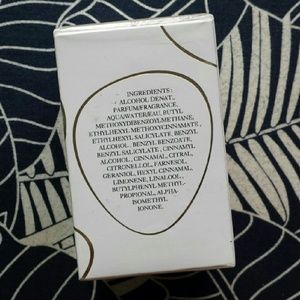 INGREDIENTS:
ALCOHOL DENAT.,
PARFUM/FRAGRANCE,
AQUA/WATER/EAU, BUTYL
METHOXYDIBENZOYLMETHANE,
ETHYLHEXYL METHOXYCINNAMATE,
ETHYLHEXYL SALICYLATE, BENZYL
ALCOHOL, BENZYL BENZOATE,
BENZYL SALICYLATE, CINNAMYL
ALCOHOL, CINNAMAL, CITRAL,
CITRONELLOL, FARNESOL,
GERANIOL, HEXYL CINNAMAL,
LIMONENE, LINALOOL,
BUTYLPHENYL METHYL-
PROPIONAL, ALPHA-
ISOMETHYL
IONONE.